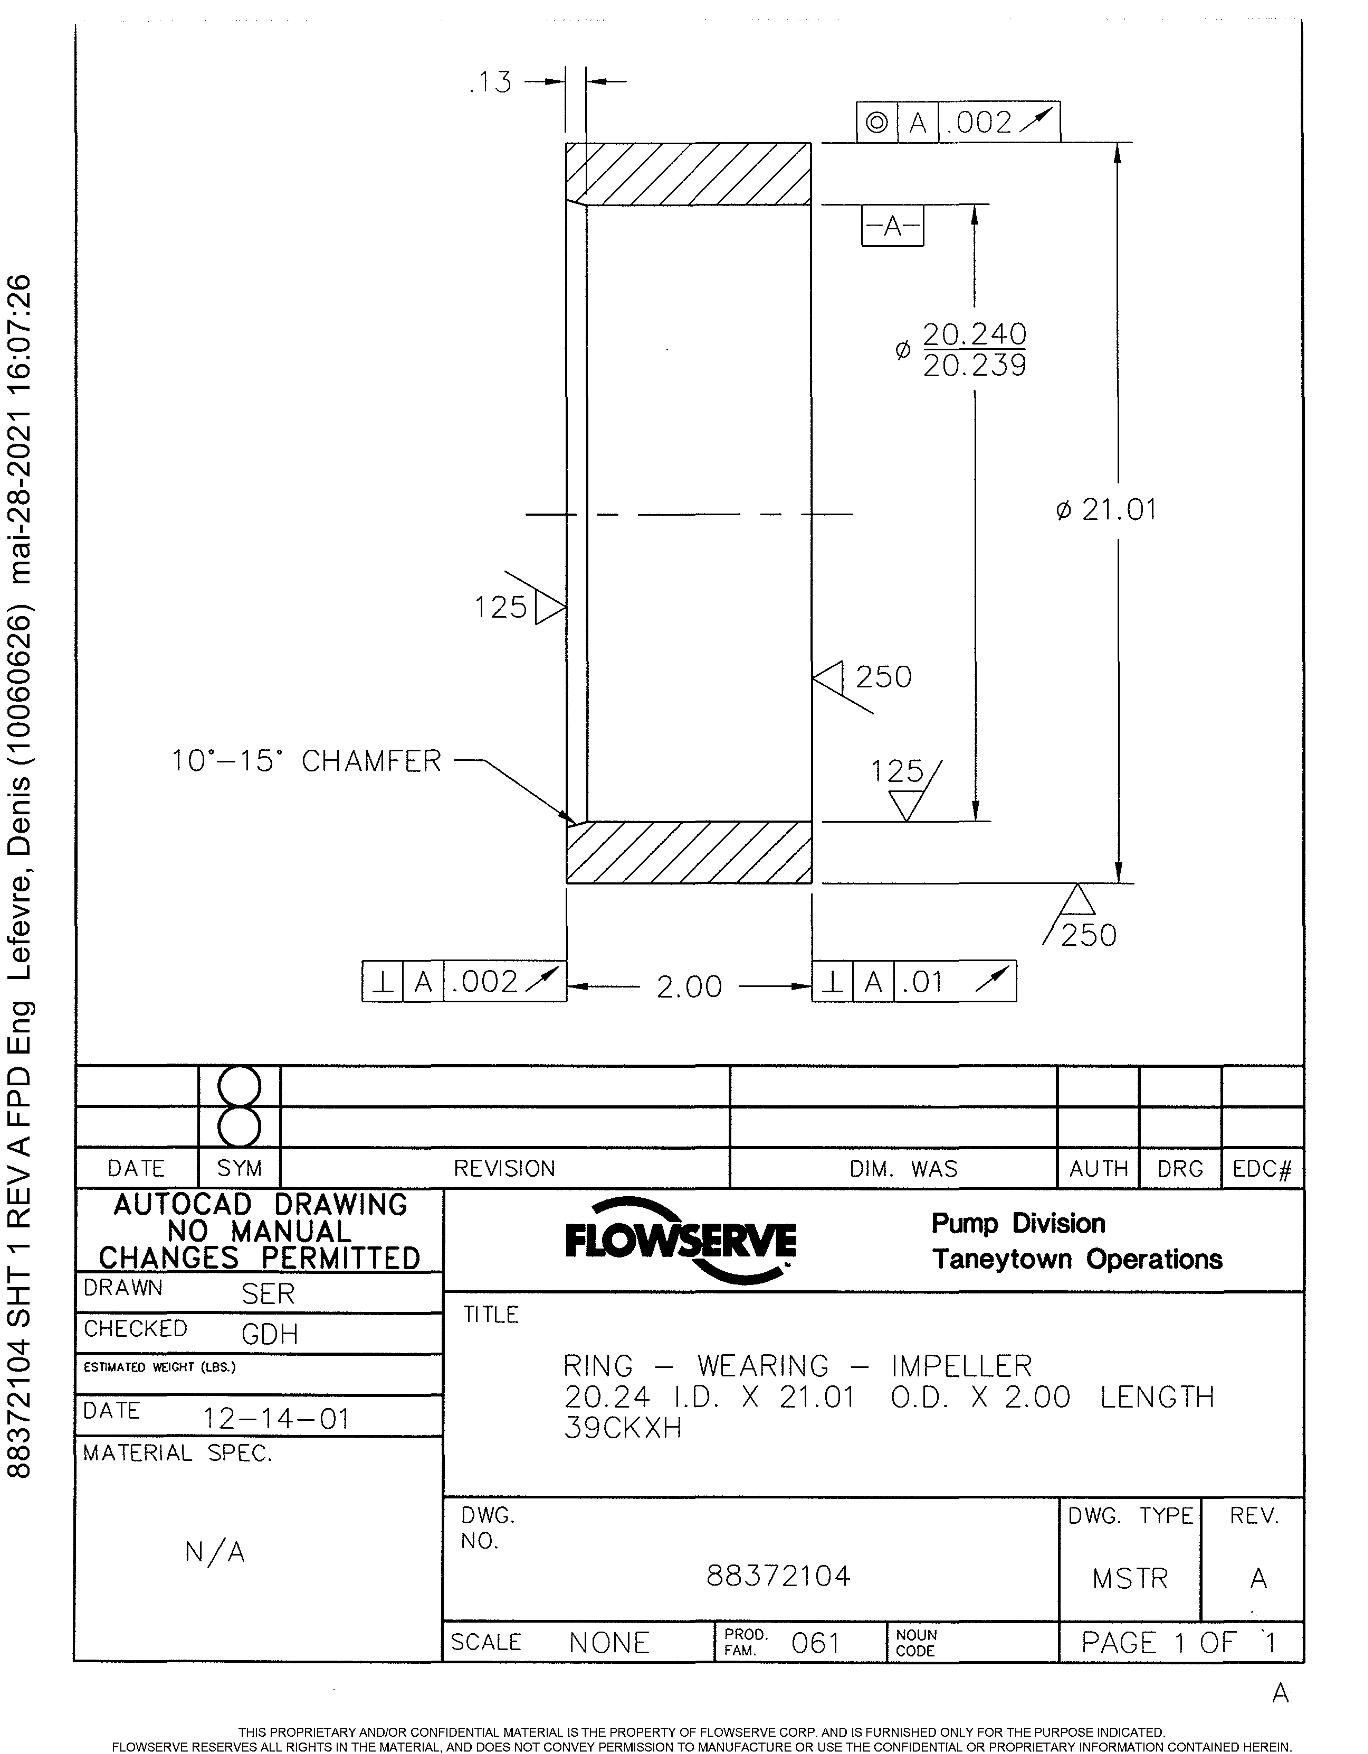 88372104 SHT 1 REV A FPD Eng Lefevre, Denis (10060626) mai-28-2021 16:07:26
.13
◎ A .002
-A-
⌀ 20.240
20.239
⌀ 21.01
125
250
10°-15° CHAMFER
125
250
⊥ A .002
2.00
⊥ A .01
DATE SYM REVISION DIM. WAS AUTH DRG EDC#
AUTOCAD DRAWING
NO MANUAL
CHANGES PERMITTED
FLOWSERVE
Pump Division
Taneytown Operations
DRAWN SER
CHECKED GDH
ESTIMATED WEIGHT (LBS.)
DATE 12-14-01
MATERIAL SPEC.
N/A
TITLE
RING - WEARING - IMPELLER
20.24 I.D. X 21.01 O.D. X 2.00 LENGTH
39CKXH
DWG.
NO.
88372104
DWG. TYPE
MSTR
REV.
A
SCALE NONE
PROD.
FAM. 061
NOUN
CODE
PAGE 1 OF 1
A
THIS PROPRIETARY AND/OR CONFIDENTIAL MATERIAL IS THE PROPERTY OF FLOWSERVE CORP. AND IS FURNISHED ONLY FOR THE PURPOSE INDICATED.
FLOWSERVE RESERVES ALL RIGHTS IN THE MATERIAL, AND DOES NOT CONVEY PERMISSION TO MANUFACTURE OR USE THE CONFIDENTIAL OR PROPRIETARY INFORMATION CONTAINED HEREIN.